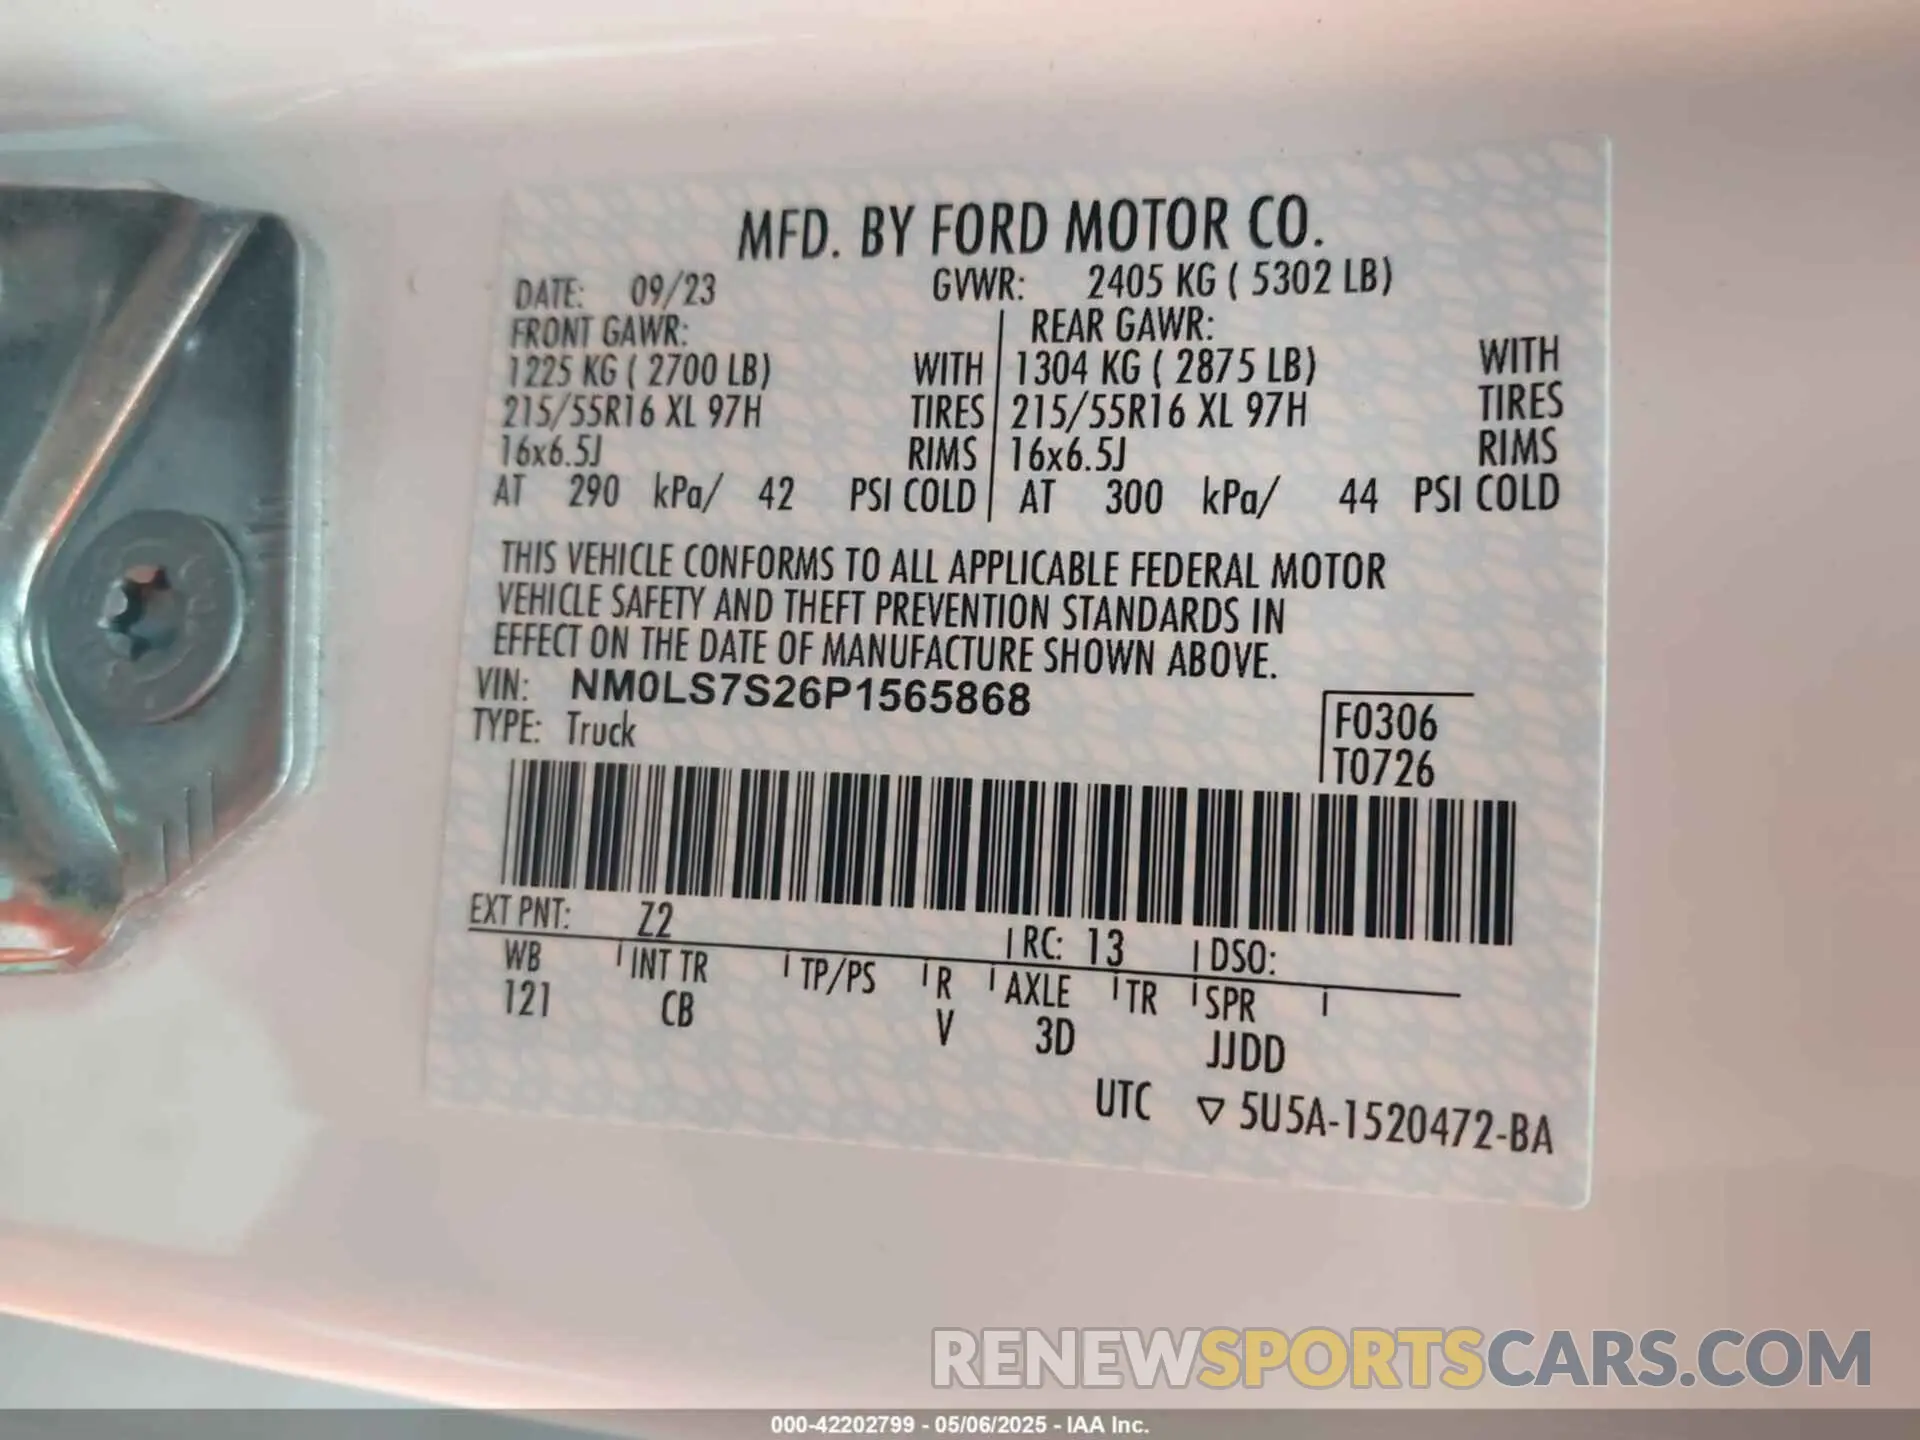 MFD. BY FORD MOTOR CO.
DATE: 09/23 GVWR: 2405 KG ( 5302 LB)
FRONT GAWR: REAR GAWR:
1225 KG ( 2700 LB) WITH 1304 KG ( 2875 LB) WITH
215/55R16 XL 97H TIRES 215/55R16 XL 97H TIRES
16x6.5J RIMS 16x6.5J RIMS
AT 290 kPa/ 42 PSI COLD AT 300 kPa/ 44 PSI COLD
THIS VEHICLE CONFORMS TO ALL APPLICABLE FEDERAL MOTOR
VEHICLE SAFETY AND THEFT PREVENTION STANDARDS IN
EFFECT ON THE DATE OF MANUFACTURE SHOWN ABOVE.
VIN: NM0LS7S26P1565868
TYPE: Truck
F0306
T0726
EXT PNT: Z2 RC: 13 DSO:
WB INT TR TP/PS R AXLE TR SPR
121 CB V 3D JJDD
UTC ▽ 5U5A-1520472-BA
RENEWSPORTSCARS.COM
000-42202799 - 05/06/2025 - IAA Inc.